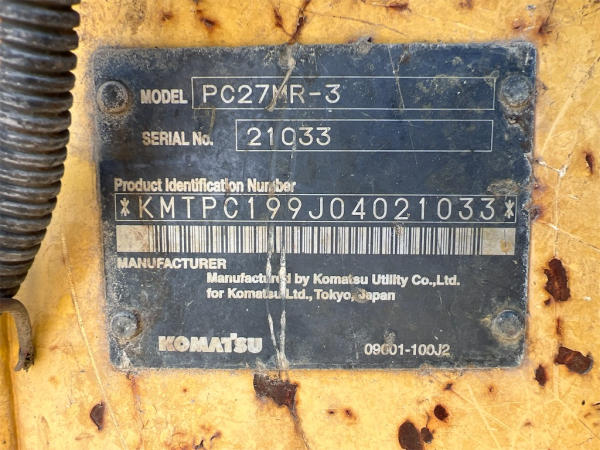 MODEL PC27MR-3
SERIAL No. 21033
Product Identification Number
*KMTPC199J04021033*
MANUFACTURER
Manufactured by Komatsu Utility Co.,Ltd.
for Komatsu Ltd., Tokyo, Japan
KOMATSU 09601-100J2